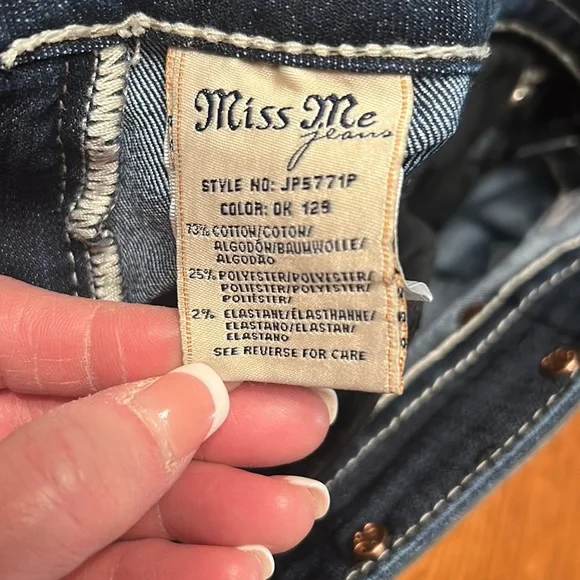 Miss Me
jeans
STYLE NO: JP5771P
COLOR: DK 129
73% COTTON/COTON/
ALGODÓN/BAUMWOLLE/
ALGODÃO
25% POLYESTER/POLYESTER/
POLIÉSTER/POLYESTER/
POLIÉSTER/
2% ELASTANE/ÉLASTHANNE/
ELASTANO/ELASTAN/
ELASTANO
SEE REVERSE FOR CARE